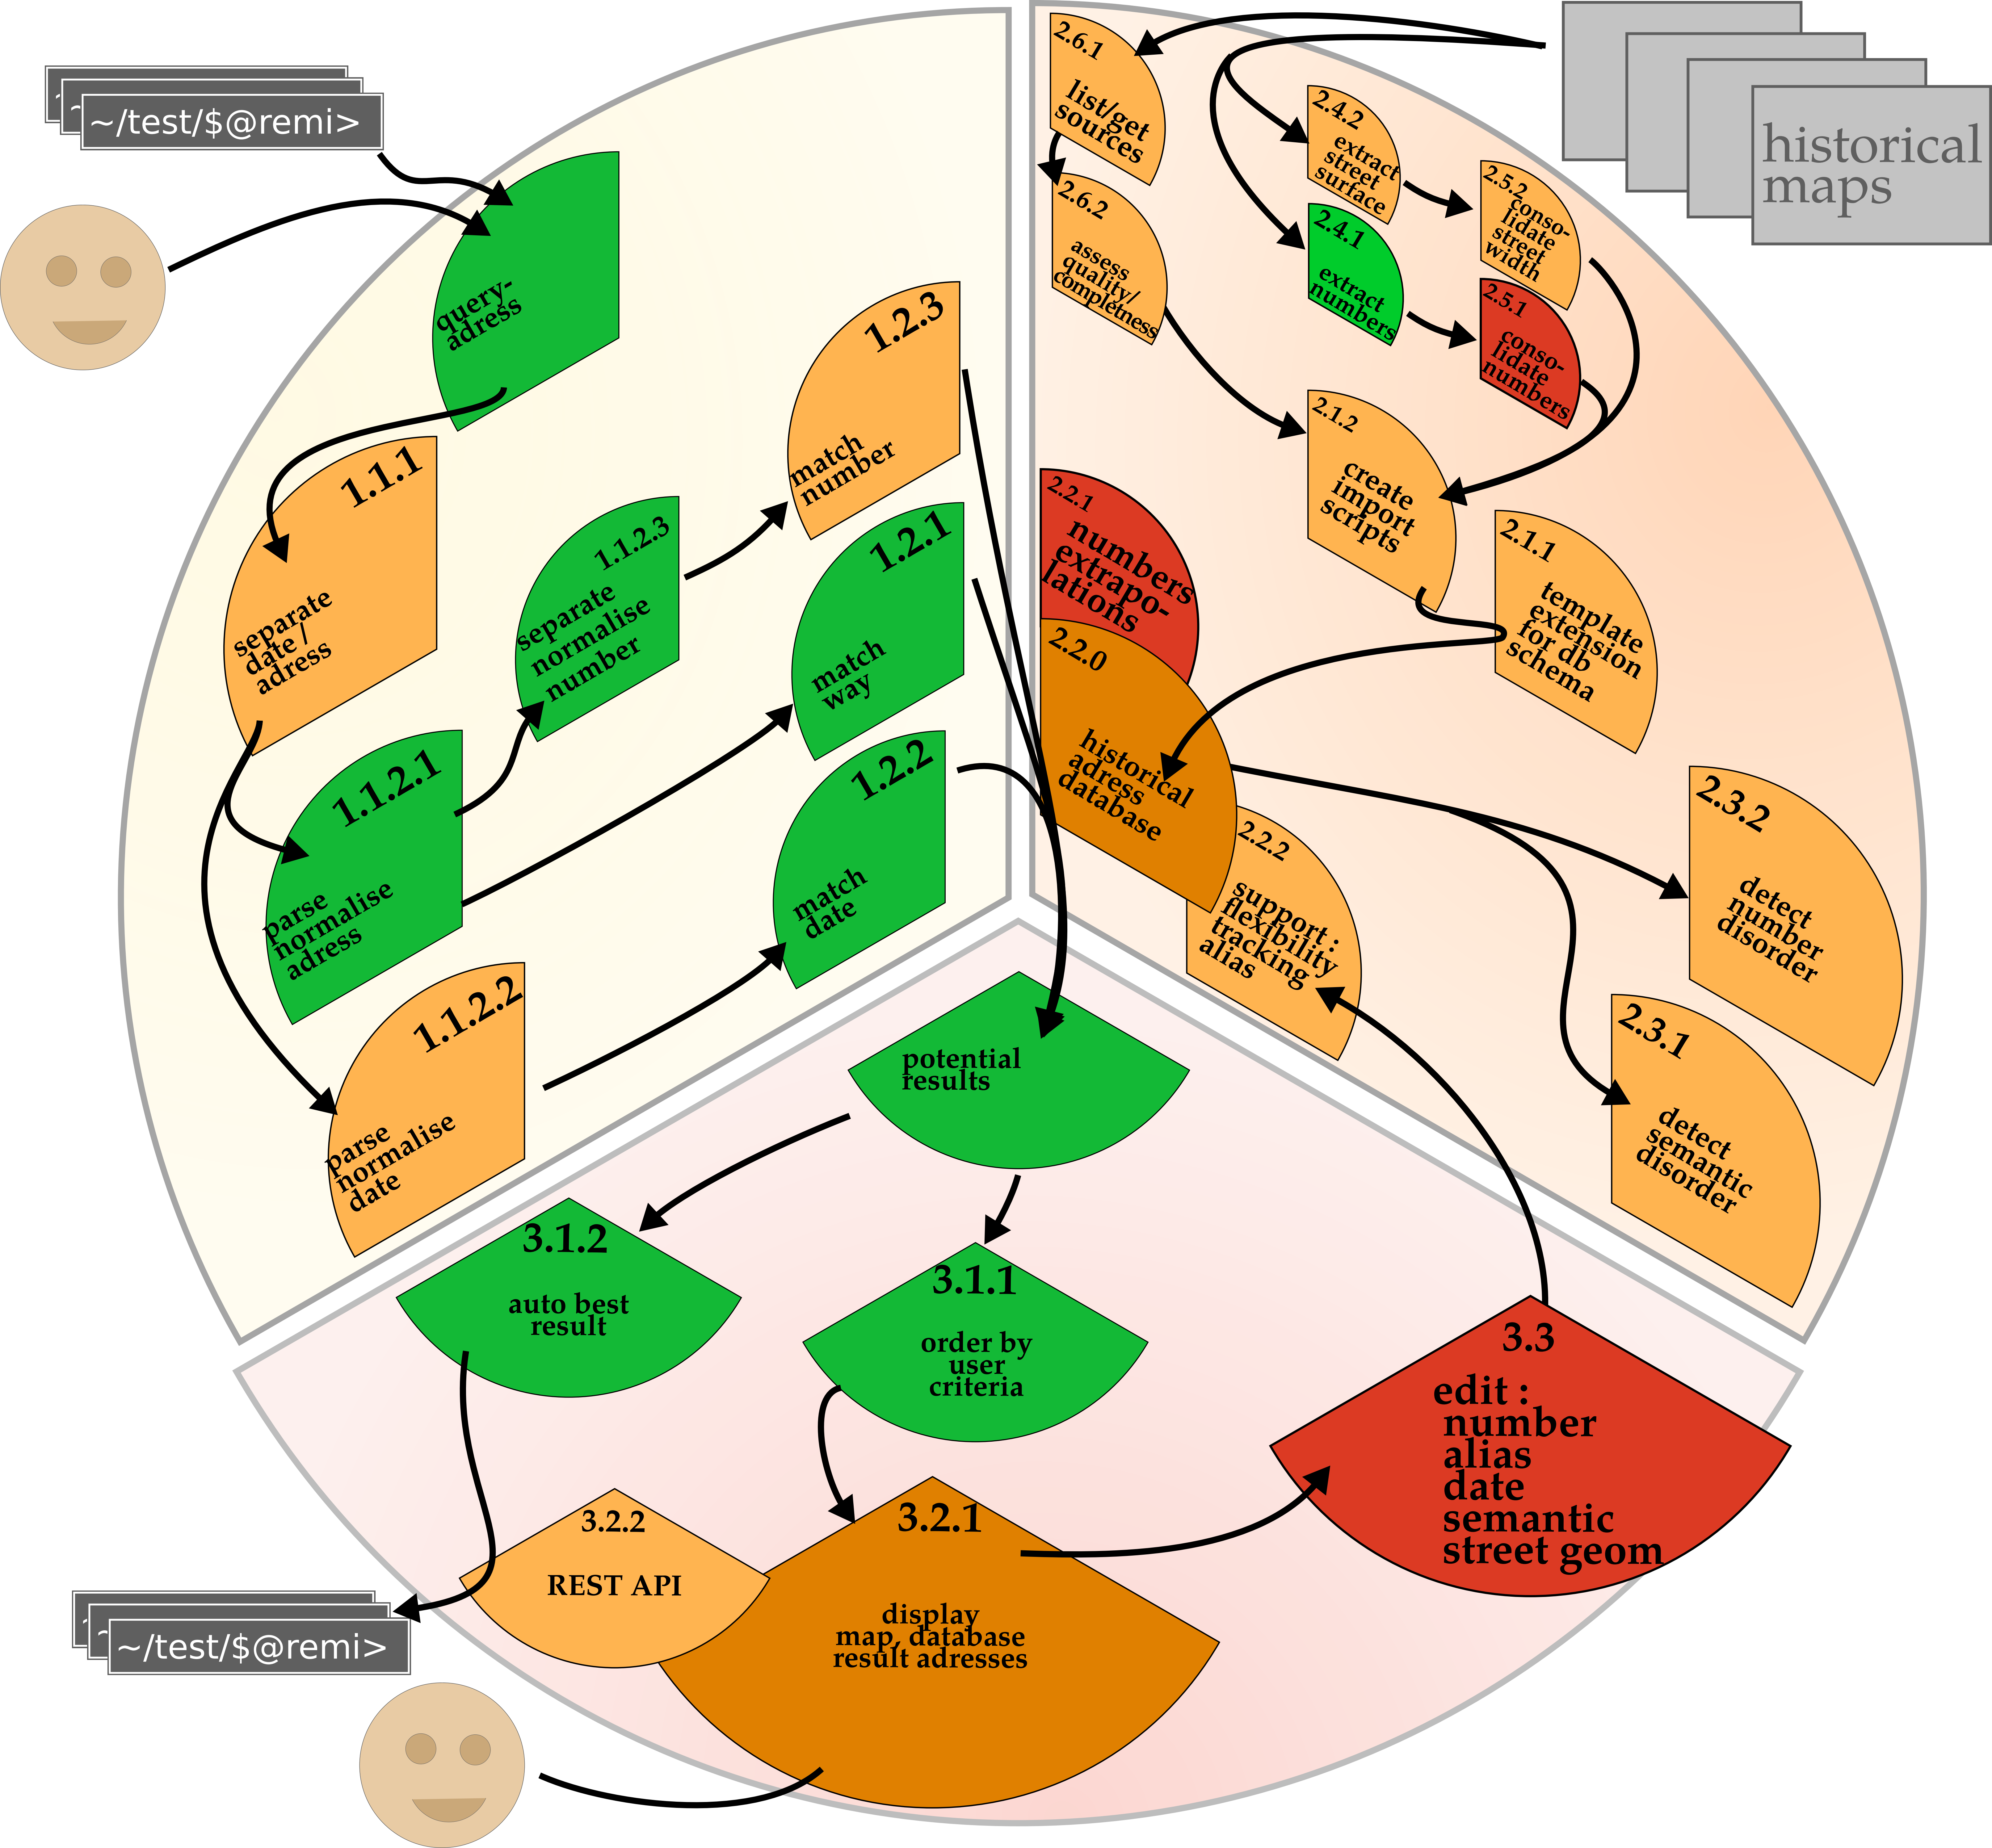 ~/test/$@remi>
query-
adress
1.1.1
separate
date /
adress
1.1.2.1
parse
normalise
adress
1.1.2.2
parse
normalise
date
1.1.2.3
separate
normalise
number
1.2.3
match
number
1.2.1
match
way
1.2.2
match
date
historical
maps
2.6.1
list/get
sources
2.6.2
assess
quality/
completness
2.4.2
extract
street
surface
2.4.1
extract
numbers
2.5.2
conso-
lidate
street
width
2.5.1
conso-
lidate
numbers
2.1.2
create
import
scripts
2.1.1
template
extension
for db
schema
2.2.1
numbers
extrapo-
lations
2.2.0
historical
adress
database
2.2.2
support :
flexibility
tracking
alias
2.3.2
detect
number
disorder
2.3.1
detect
semantic
disorder
potential
results
3.1.2
auto best
result
3.1.1
order by
user
criteria
3.3
edit :
number
alias
date
semantic
street geom
3.2.2
REST API
3.2.1
display
map, database
result adresses
~/test/$@remi>